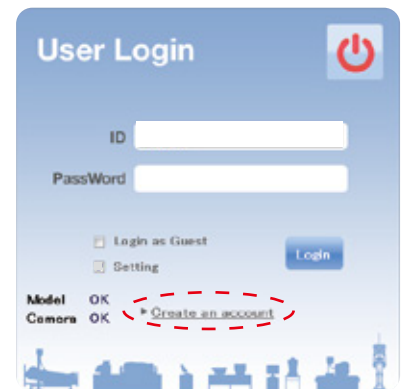 User Login
ID
PassWord
Login as Guest
Login
Setting
Model OK
Camera OK
Create an account